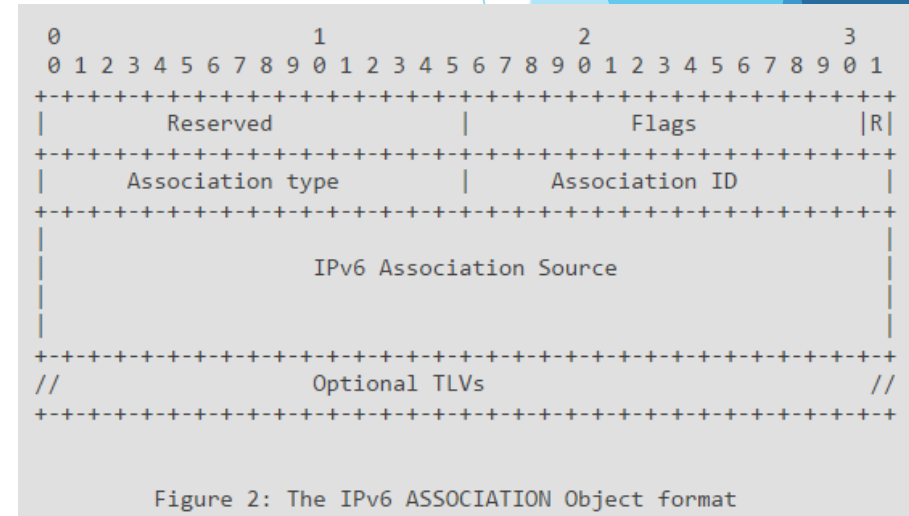 0                   1                   2                   3
0 1 2 3 4 5 6 7 8 9 0 1 2 3 4 5 6 7 8 9 0 1 2 3 4 5 6 7 8 9 0 1
+-+-+-+-+-+-+-+-+-+-+-+-+-+-+-+-+-+-+-+-+-+-+-+-+-+-+-+-+-+-+-+-+
|         Reserved              |            Flags            |R|
+-+-+-+-+-+-+-+-+-+-+-+-+-+-+-+-+-+-+-+-+-+-+-+-+-+-+-+-+-+-+-+-+
|      Association type         |      Association ID           |
+-+-+-+-+-+-+-+-+-+-+-+-+-+-+-+-+-+-+-+-+-+-+-+-+-+-+-+-+-+-+-+-+
|                                                               |
|                    IPv6 Association Source                    |
|                                                               |
|                                                               |
+-+-+-+-+-+-+-+-+-+-+-+-+-+-+-+-+-+-+-+-+-+-+-+-+-+-+-+-+-+-+-+-+
//                   Optional TLVs                             //
+-+-+-+-+-+-+-+-+-+-+-+-+-+-+-+-+-+-+-+-+-+-+-+-+-+-+-+-+-+-+-+-+
Figure 2: The IPv6 ASSOCIATION Object format